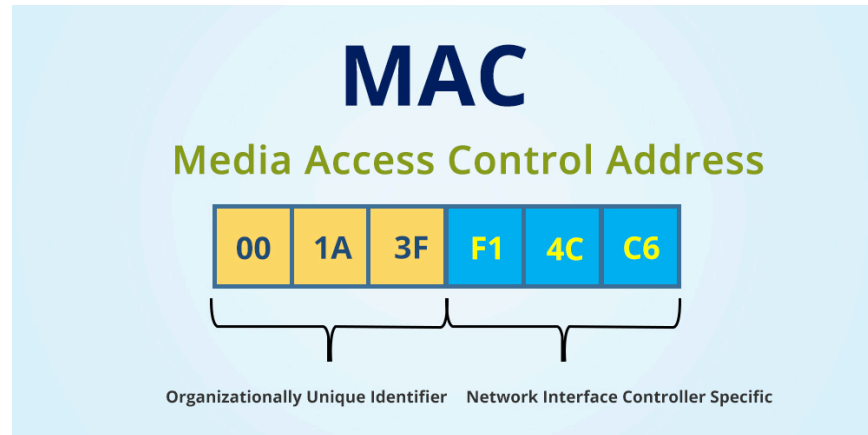 MAC
Media Access Control Address
00 1A 3F F1 4C C6
Organizationally Unique Identifier Network Interface Controller Specific